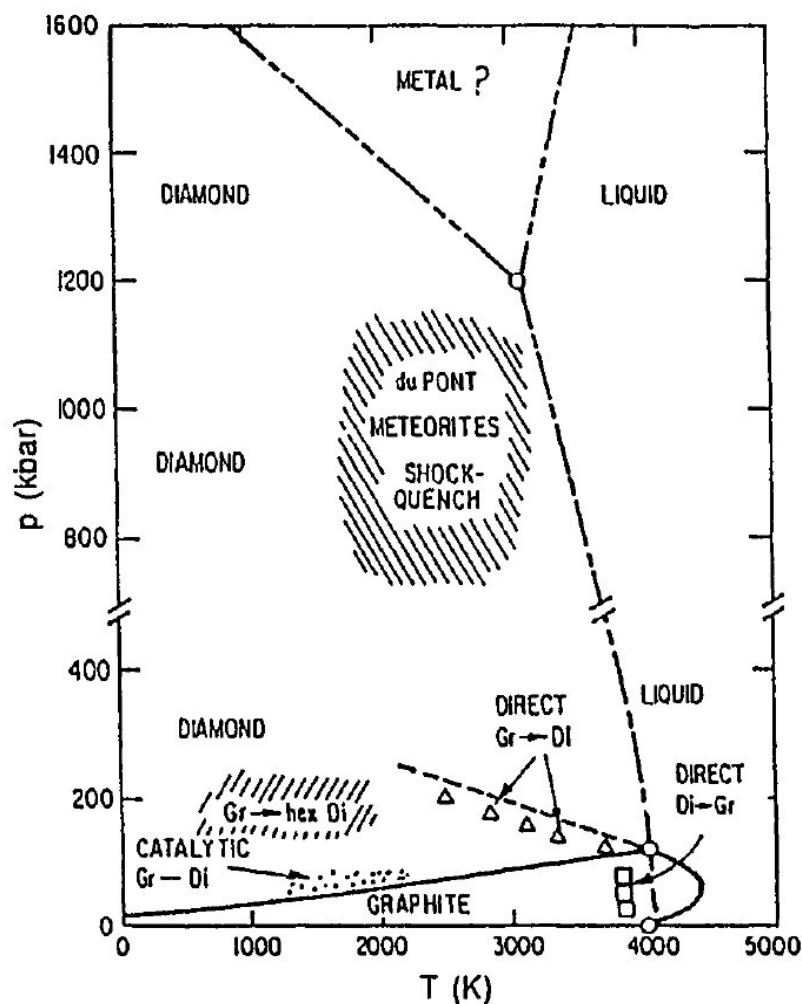 1600
METAL ?
1400
DIAMOND
LIQUID
1200
du PONT
1000
METEORITES
DIAMOND
SHOCK-
QUENCH
p (kbar)
800
400
LIQUID
DIRECT
Gr→Di
DIAMOND
DIRECT
Di→Gr
200
Gr→hex Di
CATALYTIC
Gr—Di
GRAPHITE
0
0
1000
2000
3000
4000
5000
T (K)